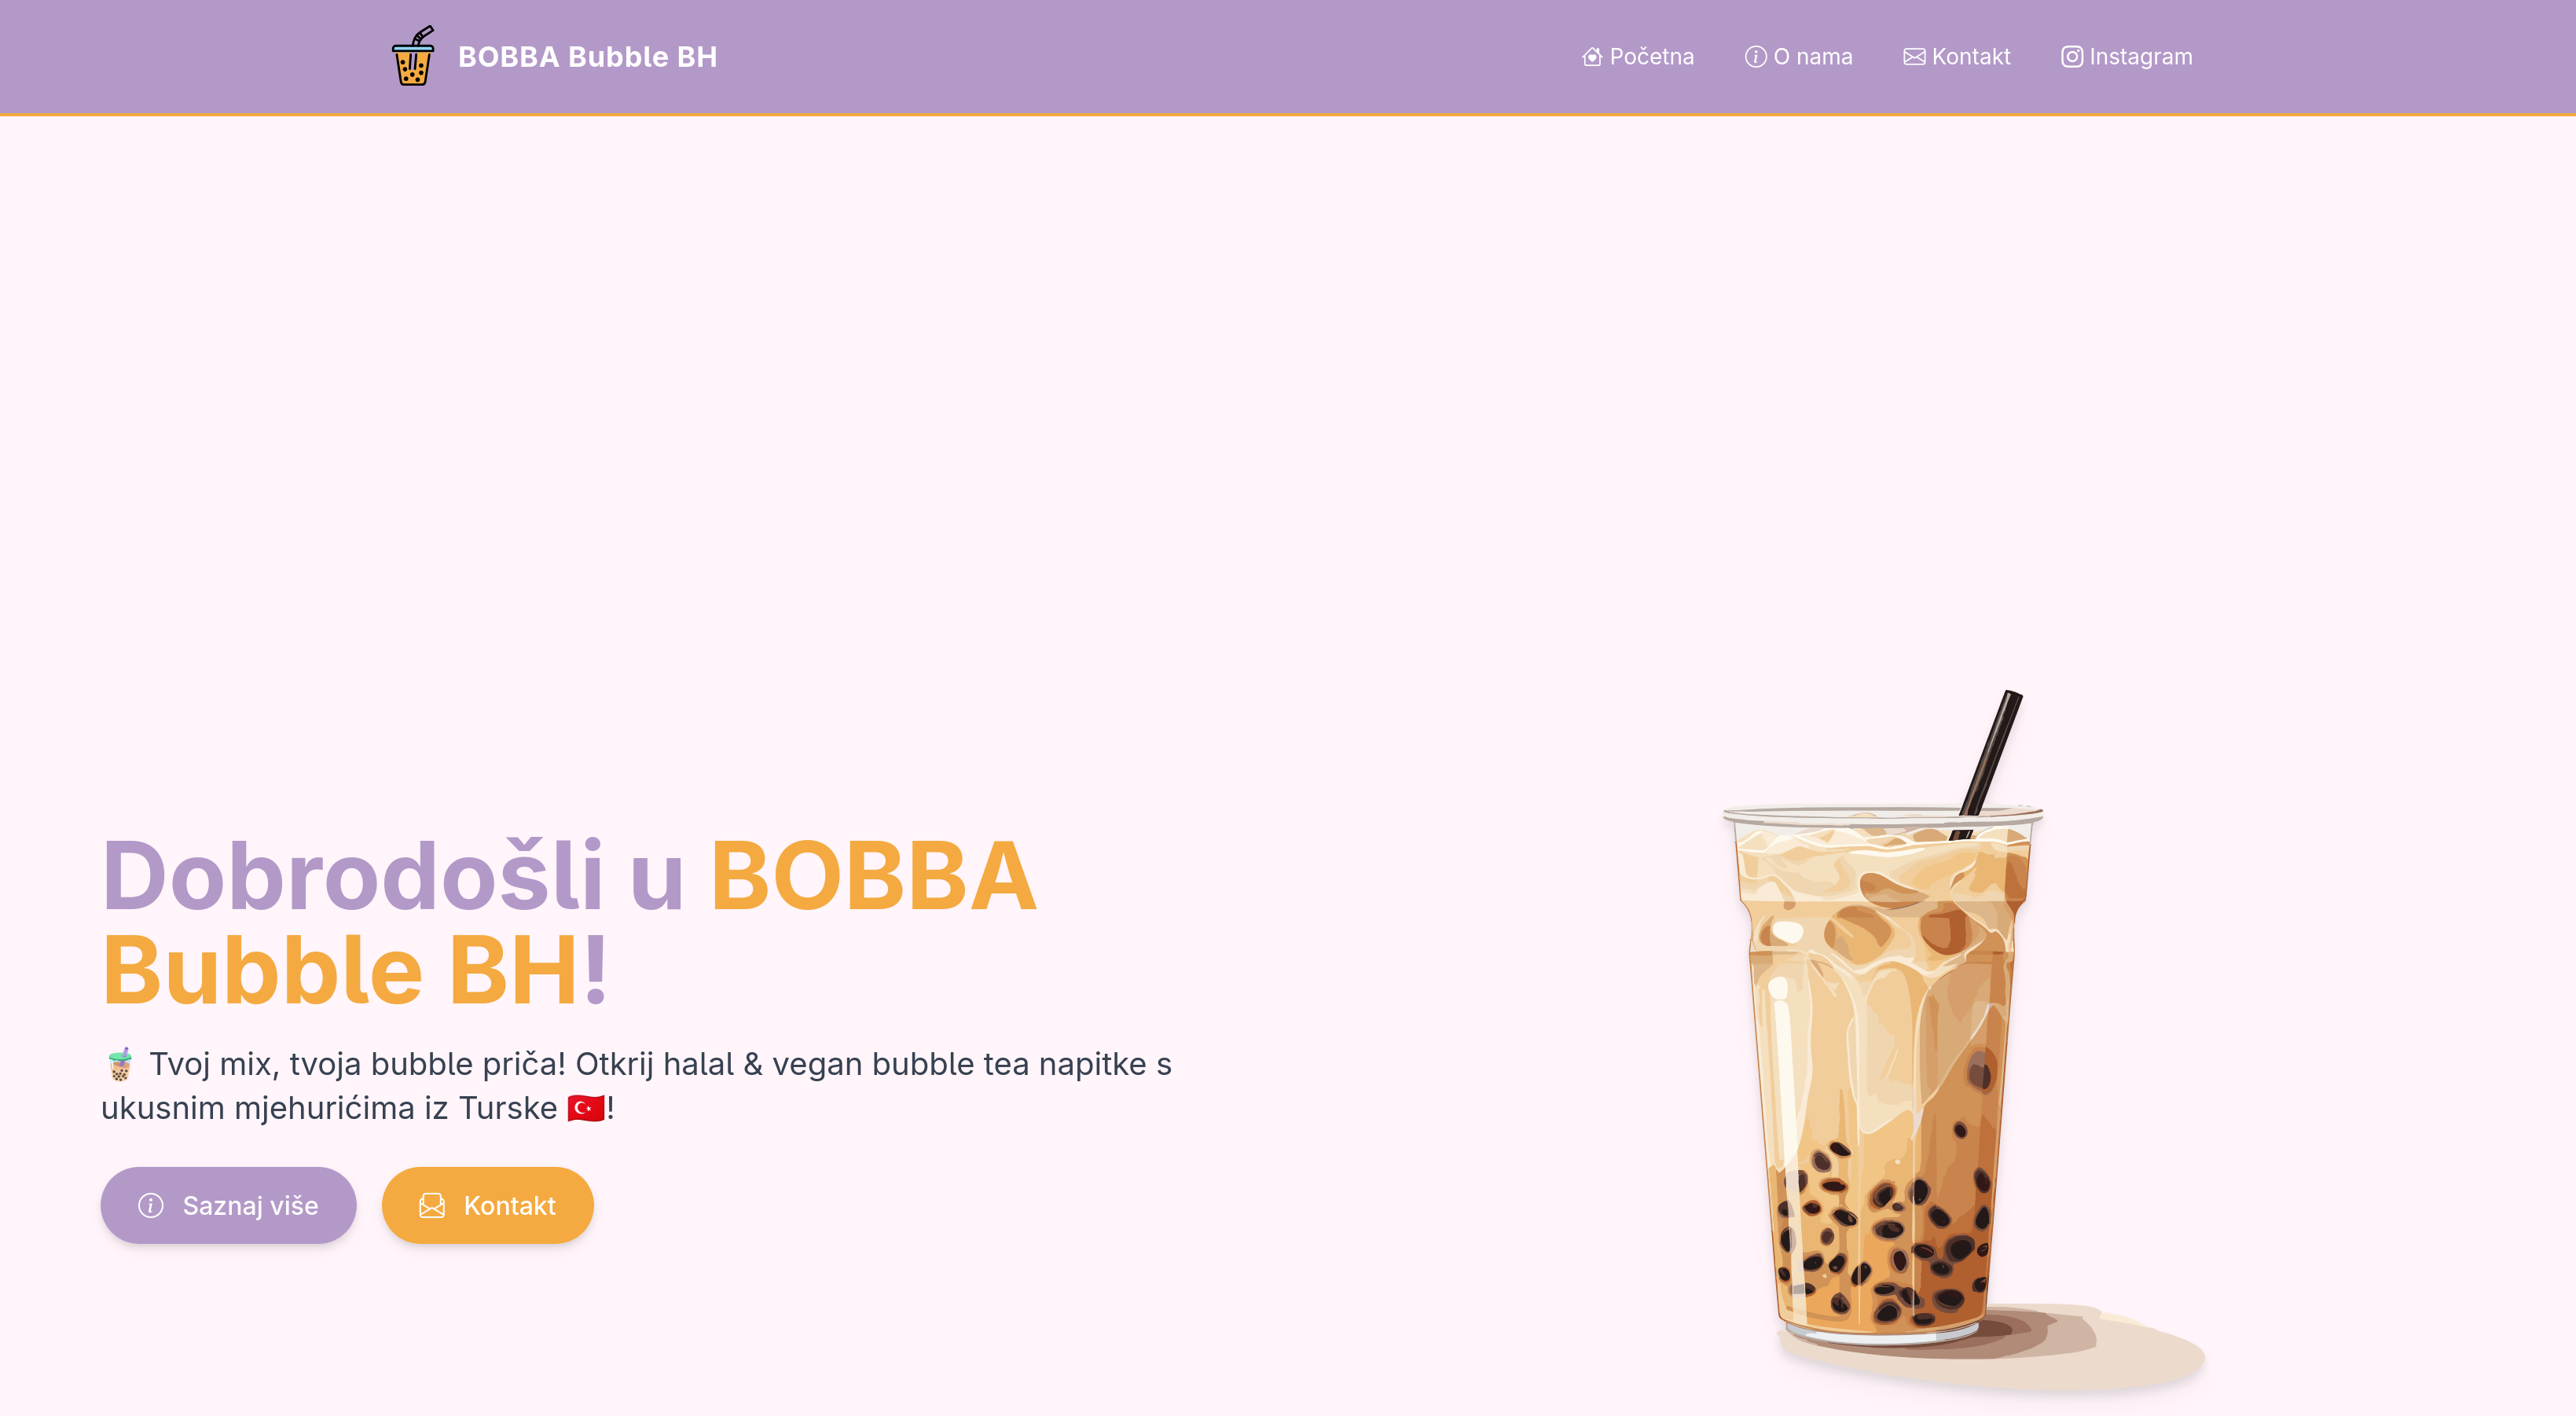 BOBBA Bubble BH
Početna
O nama
Kontakt
Instagram
Dobrodošli u BOBBA
Bubble BH!
🧋 Tvoj mix, tvoja bubble priča! Otkrij halal & vegan bubble tea napitke s
ukusnim mjehurićima iz Turske 🇹🇷!
Saznaj više
Kontakt